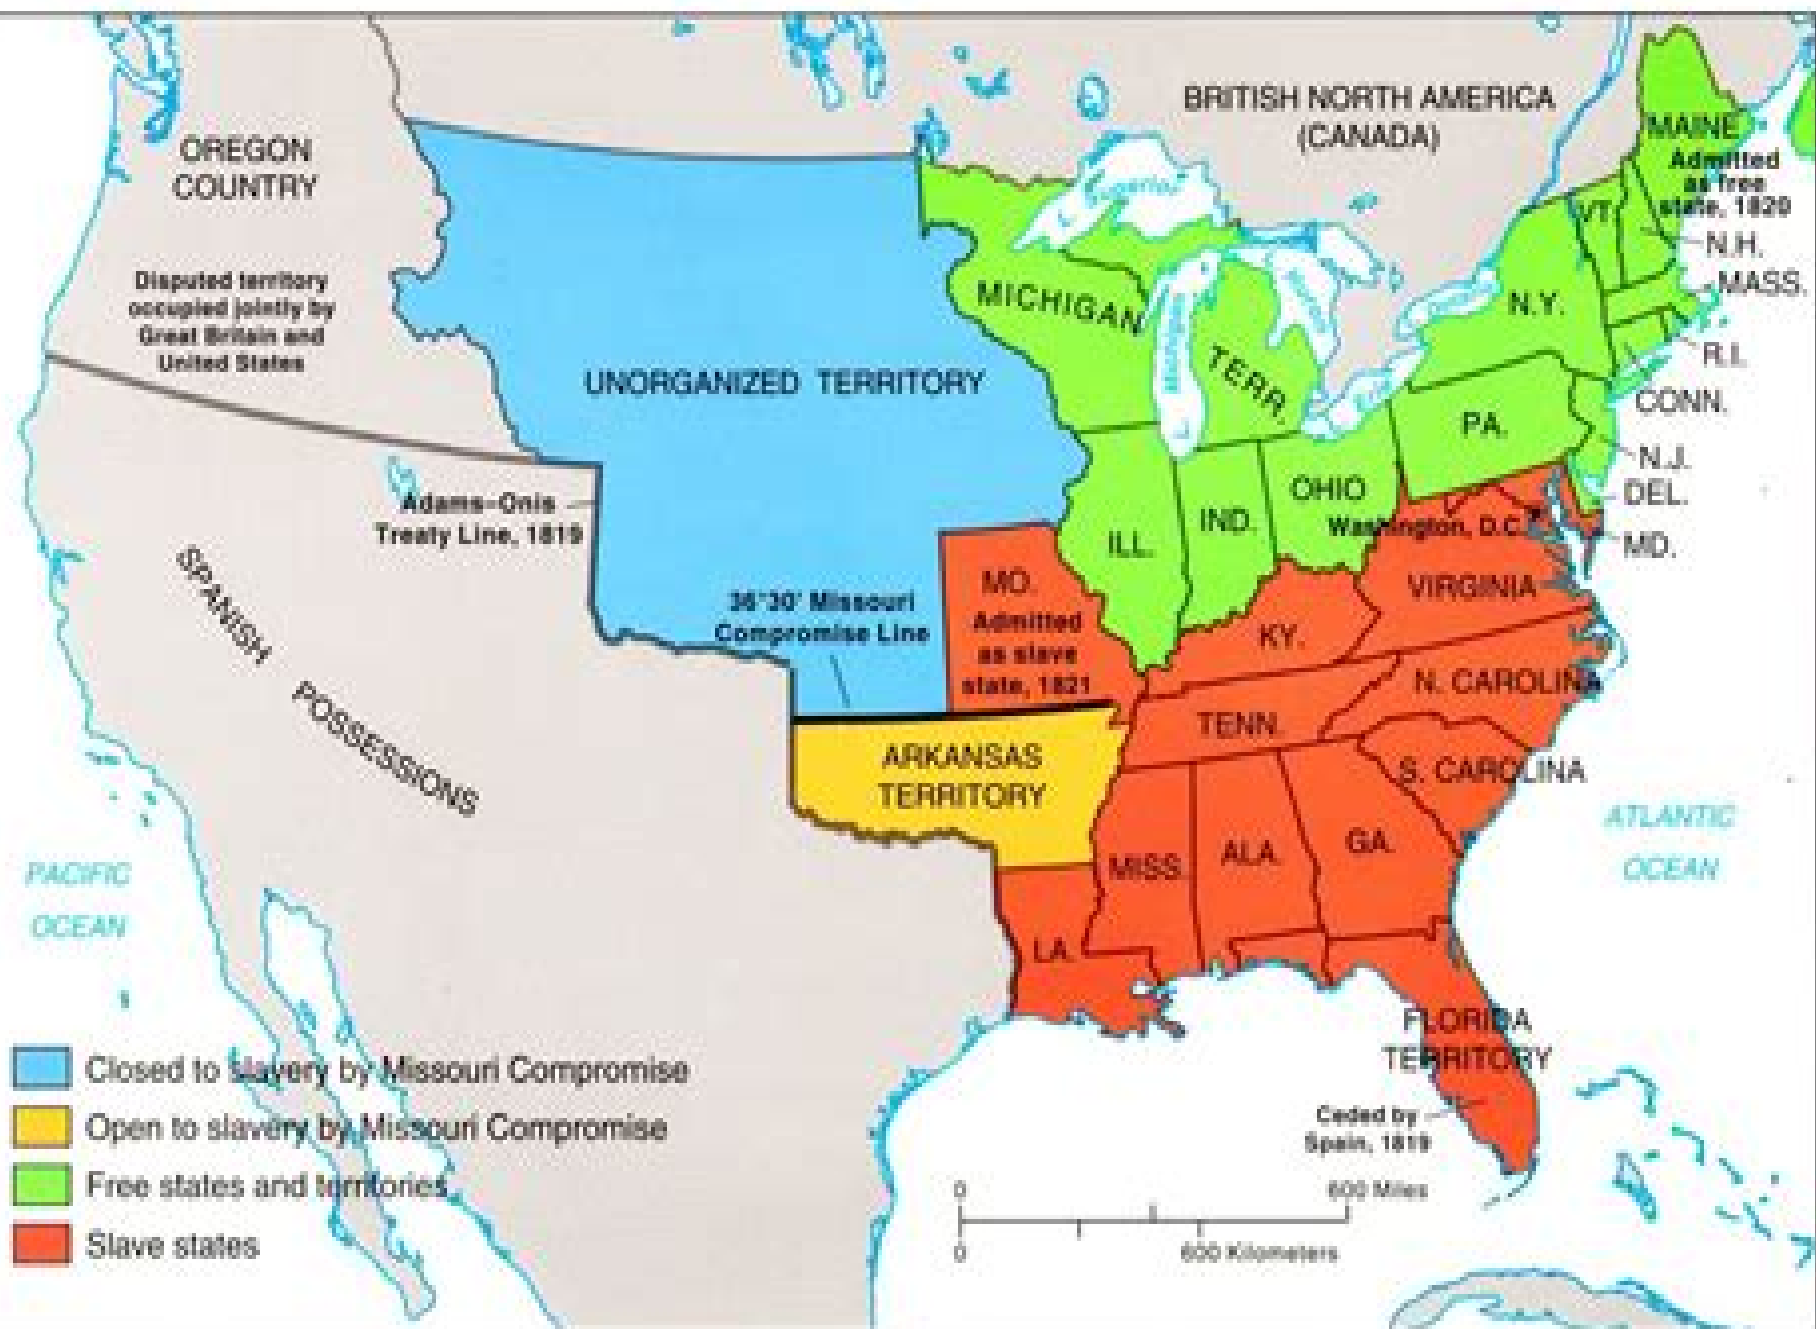 BRITISH NORTH AMERICA
(CANADA)
OREGON
COUNTRY
Disputed territory
occupied jointly by
Great Britain and
United States
MAINE
Admitted
as free
state, 1820
VT.
N.H.
MASS.
N.Y.
R.I.
CONN.
PA.
N.J.
DEL.
MD.
L. Superior
L. Michigan
MICHIGAN
TERR.
UNORGANIZED TERRITORY
Adams-Onis
Treaty Line, 1819
OHIO
IND.
ILL.
Washington, D.C.
VIRGINIA
KY.
MO.
Admitted
as slave
state, 1821
36°30' Missouri
Compromise Line
SPANISH POSSESSIONS
N. CAROLINA
TENN.
S. CAROLINA
ARKANSAS
TERRITORY
MISS.
ALA.
GA.
LA.
ATLANTIC
OCEAN
PACIFIC
OCEAN
FLORIDA
TERRITORY
Ceded by
Spain, 1819
Closed to slavery by Missouri Compromise
Open to slavery by Missouri Compromise
Free states and territories
Slave states
0 600 Miles
0 600 Kilometers